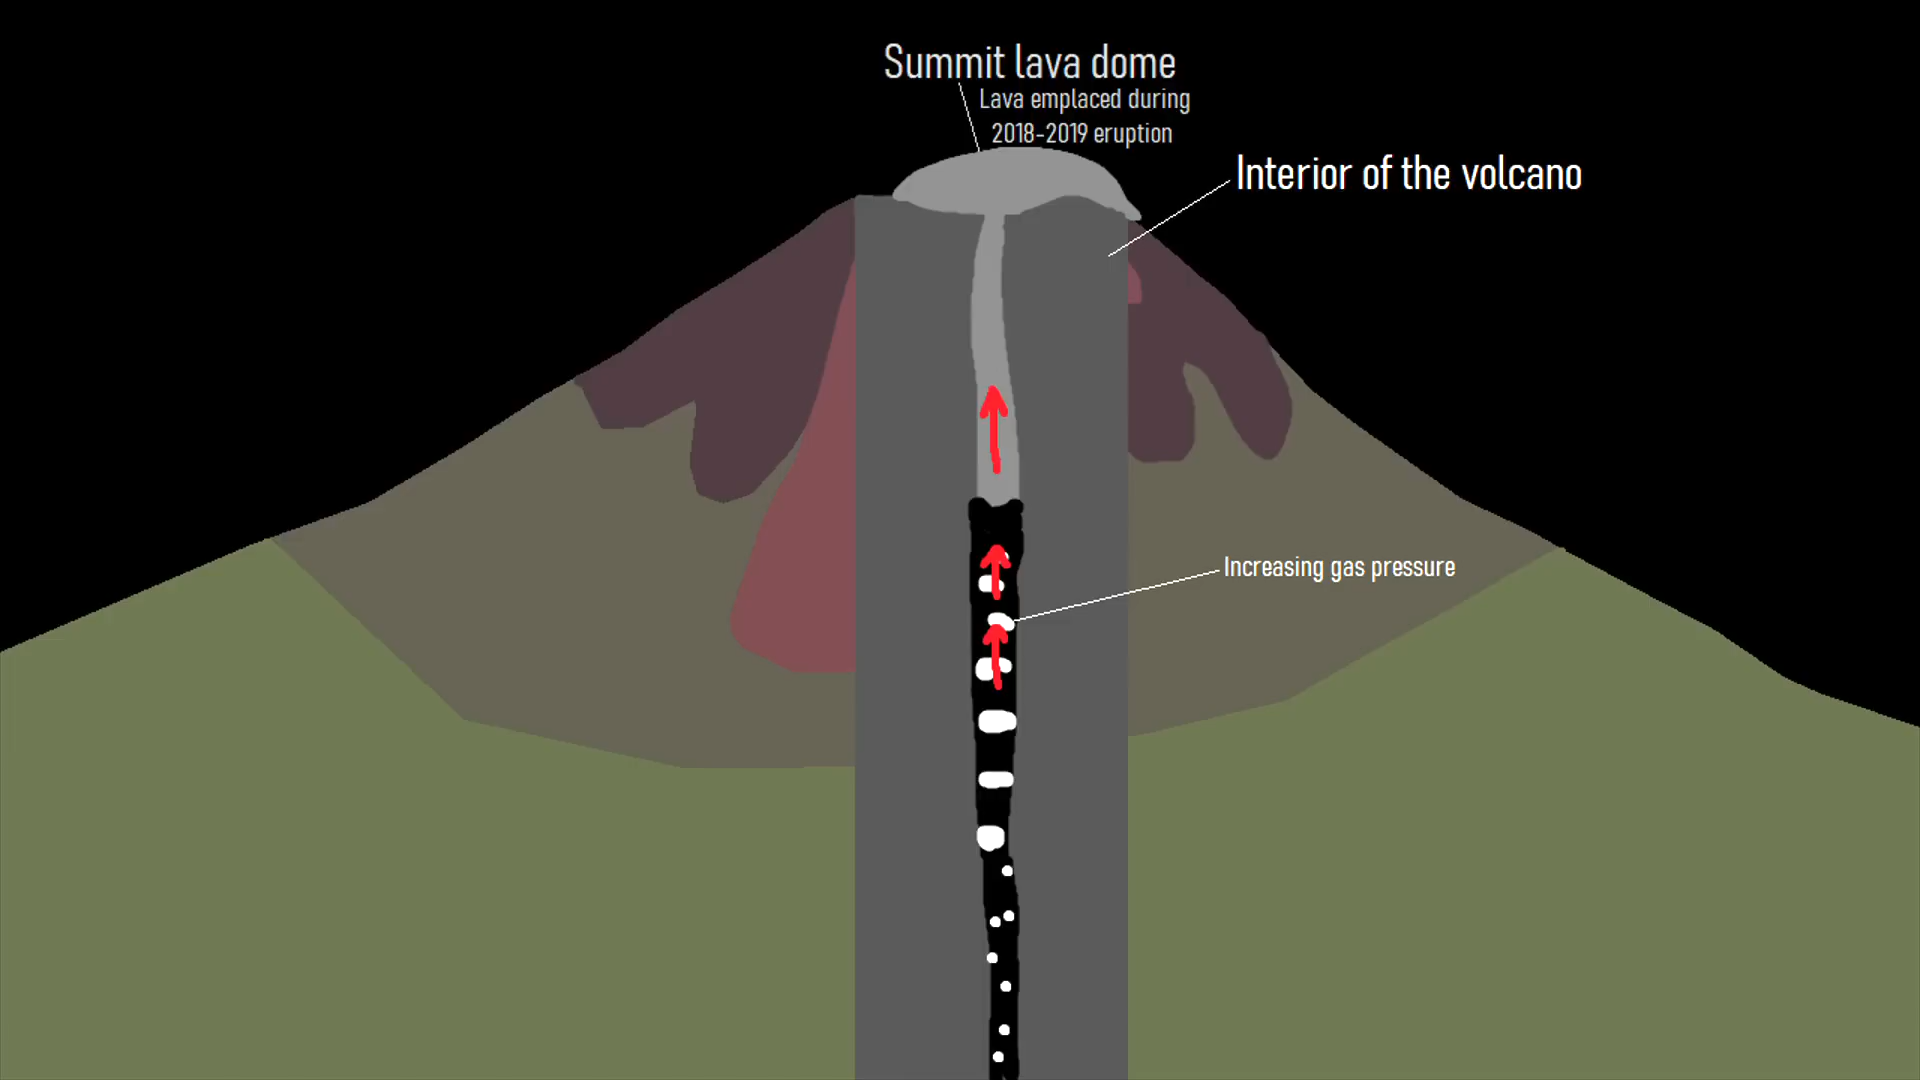 Summit lava dome
Lava emplaced during
2018-2019 eruption
Interior of the volcano
Increasing gas pressure